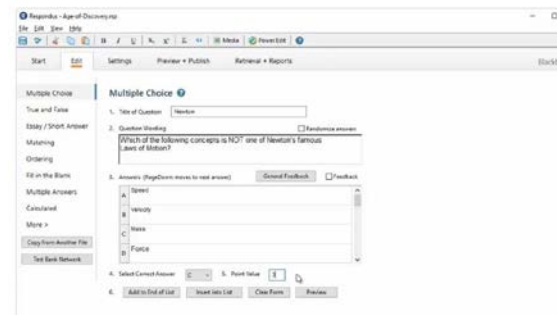 Respondus - Age-of-Discovery.rsp
File Edit View Help
B I U Media Power Edit
Start Edit Settings Preview + Publish Retrieval + Reports
Multiple Choice
True and False
Essay / Short Answer
Matching
Ordering
Fill in the Blank
Multiple Answers
Calculated
More >
Copy from Another File
Test Bank Network
Multiple Choice
1. Title of Question Newton
2. Question Wording Randomize answers
Which of the following concepts is NOT one of Newton's famous
Laws of Motion?
3. Answers (PageDown moves to next answer) General Feedback Feedback
A Speed
B Velocity
C Mass
D Force
4. Select Correct Answer C 5. Point Value
6. Add to End of List Insert into List Clear Form Preview